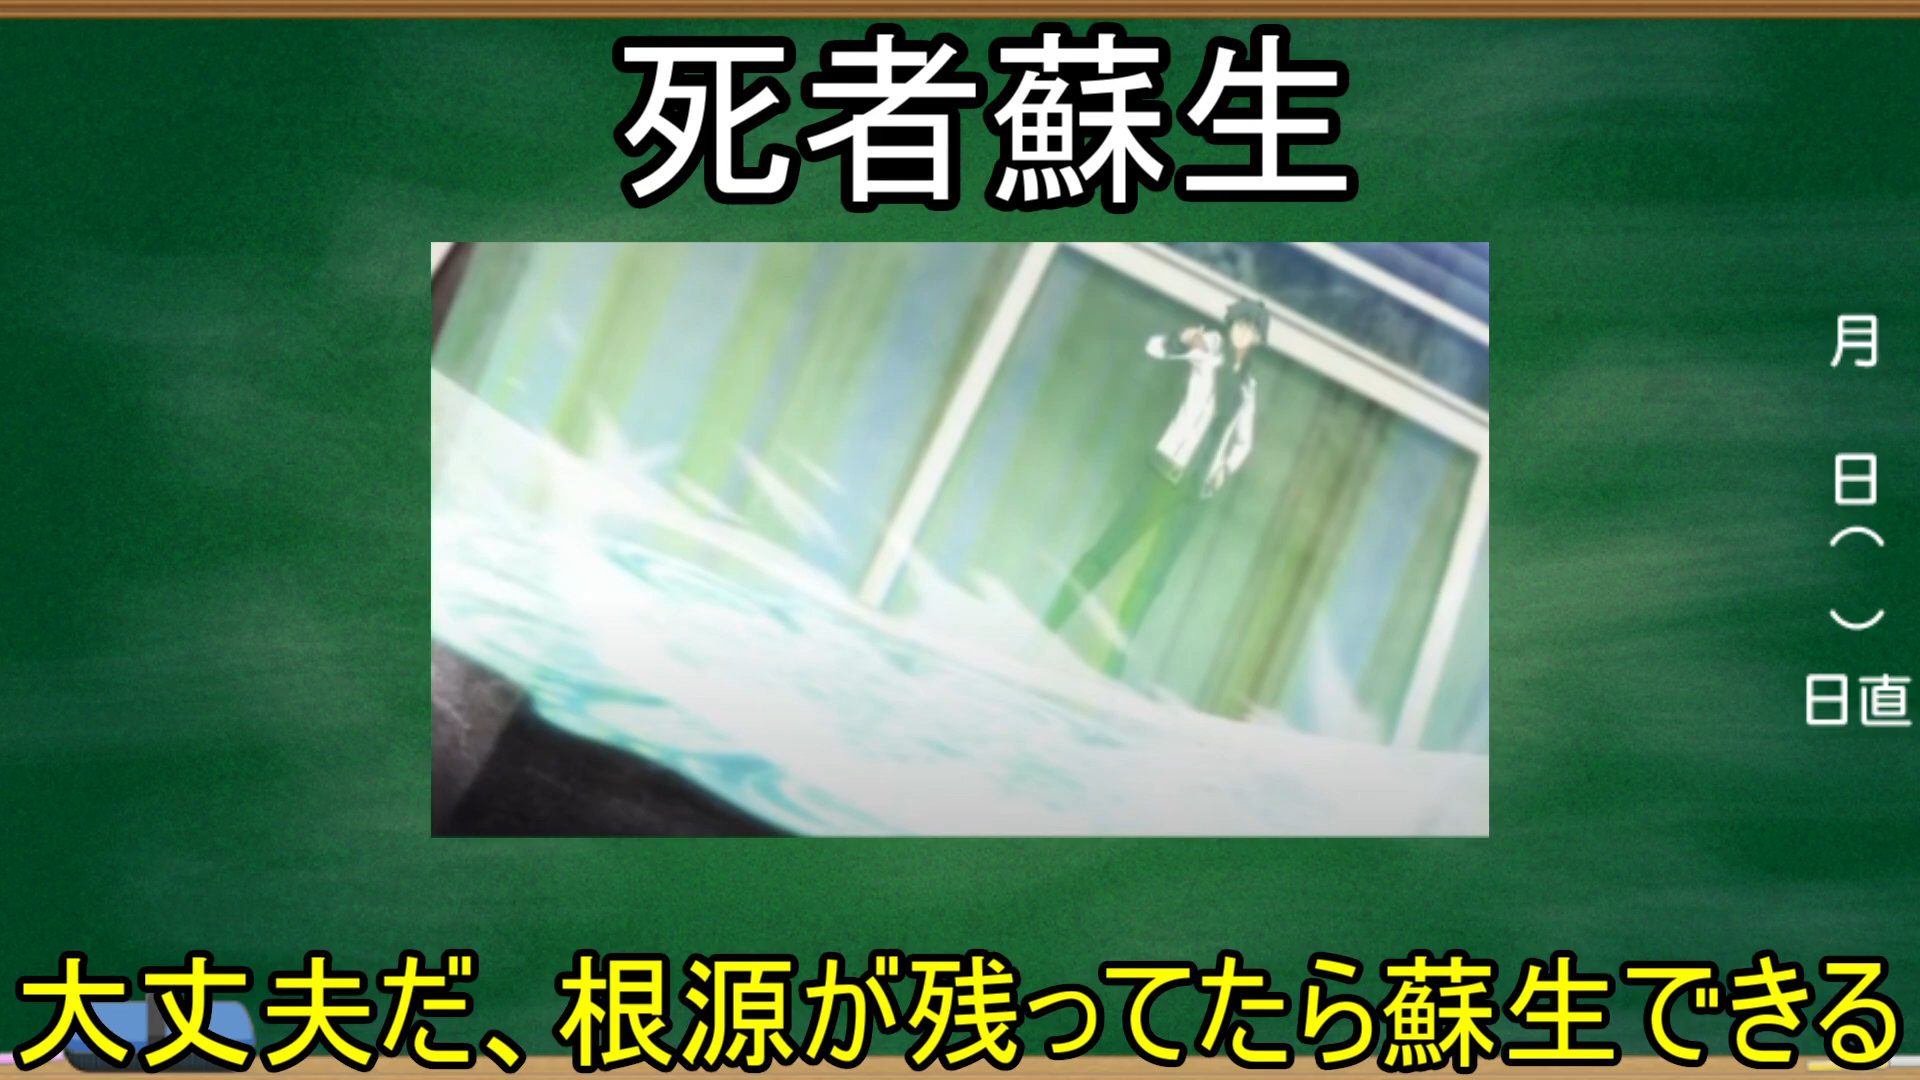 死者蘇生
月
日
（
）
日直
大丈夫だ、根源が残ってたら蘇生できる